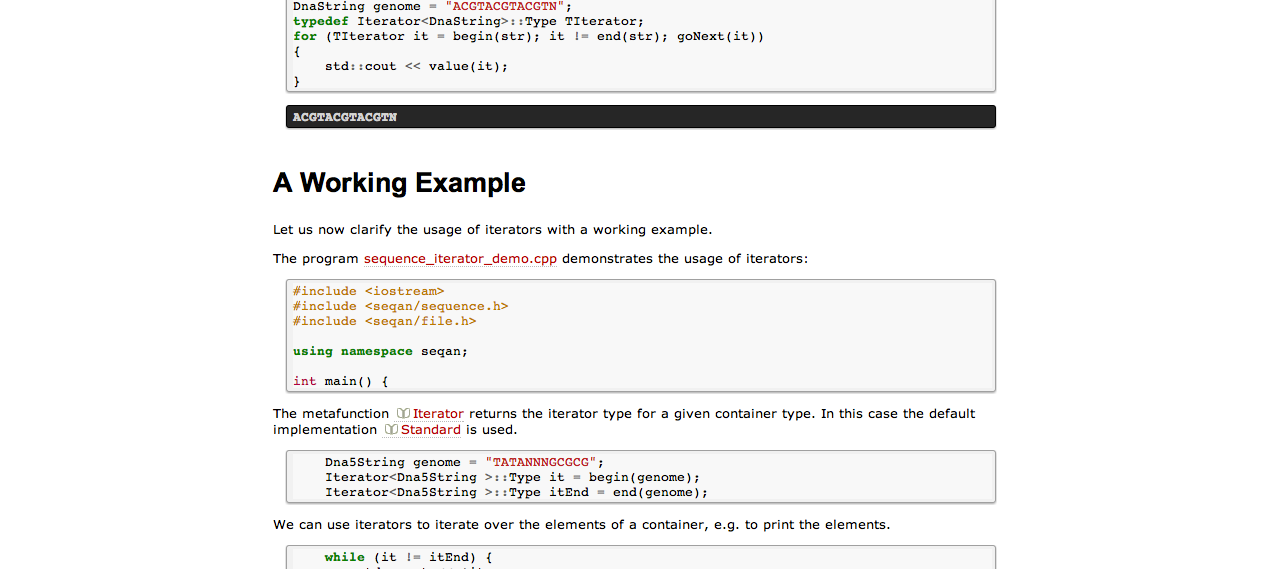 DnaString genome = "ACGTACGTACGTN";
typedef Iterator<DnaString>::Type TIterator;
for (TIterator it = begin(str); it != end(str); goNext(it))
{
    std::cout << value(it);
}
ACGTACGTACGTN
A Working Example
Let us now clarify the usage of iterators with a working example.
The program sequence_iterator_demo.cpp demonstrates the usage of iterators:
#include <iostream>
#include <seqan/sequence.h>
#include <seqan/file.h>
using namespace seqan;
int main() {
The metafunction Iterator returns the iterator type for a given container type. In this case the default
implementation Standard is used.
    Dna5String genome = "TATANNNGCGCG";
    Iterator<Dna5String >::Type it = begin(genome);
    Iterator<Dna5String >::Type itEnd = end(genome);
We can use iterators to iterate over the elements of a container, e.g. to print the elements.
    while (it != itEnd) {